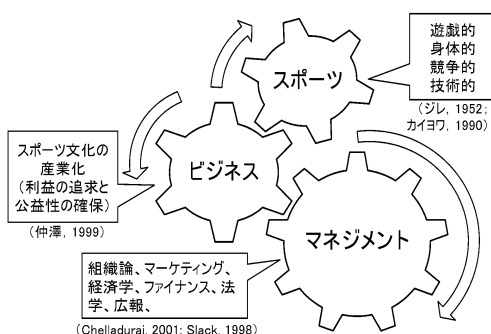 スポーツ
遊戯的
身体的
競争的
技術的
(ジレ, 1952;
カイヨワ, 1990)
スポーツ文化の
産業化
(利益の追求と
公益性の確保)
(仲澤, 1999)
ビジネス
マネジメント
組織論、マーケティング、
経済学、ファイナンス、法
学、広報、
(Chelladurai, 2001; Slack, 1998)